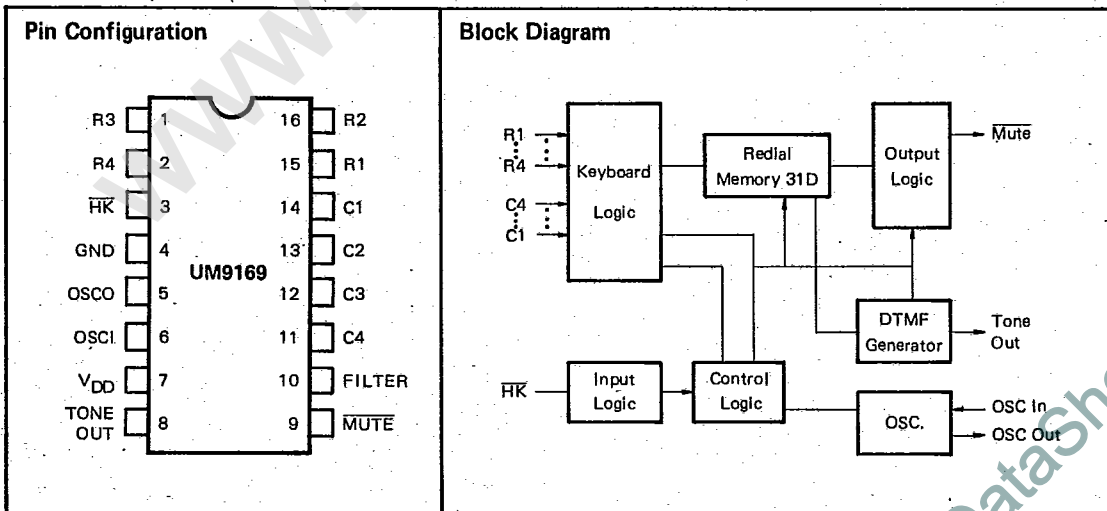 Pin Configuration
R3 1 16 R2
R4 2 15 R1
HK 3 14 C1
GND 4 13 C2
UM9169
OSCO 5 12 C3
OSCI 6 11 C4
VDD 7 10 FILTER
TONE OUT 8 9 MUTE
Block Diagram
R1
R4
C4
C1
Keyboard
Logic
Redial
Memory 31D
Output
Logic
Mute
DTMF
Generator
Tone
Out
HK
Input
Logic
Control
Logic
OSC.
OSC In
OSC Out
www.
DataShe